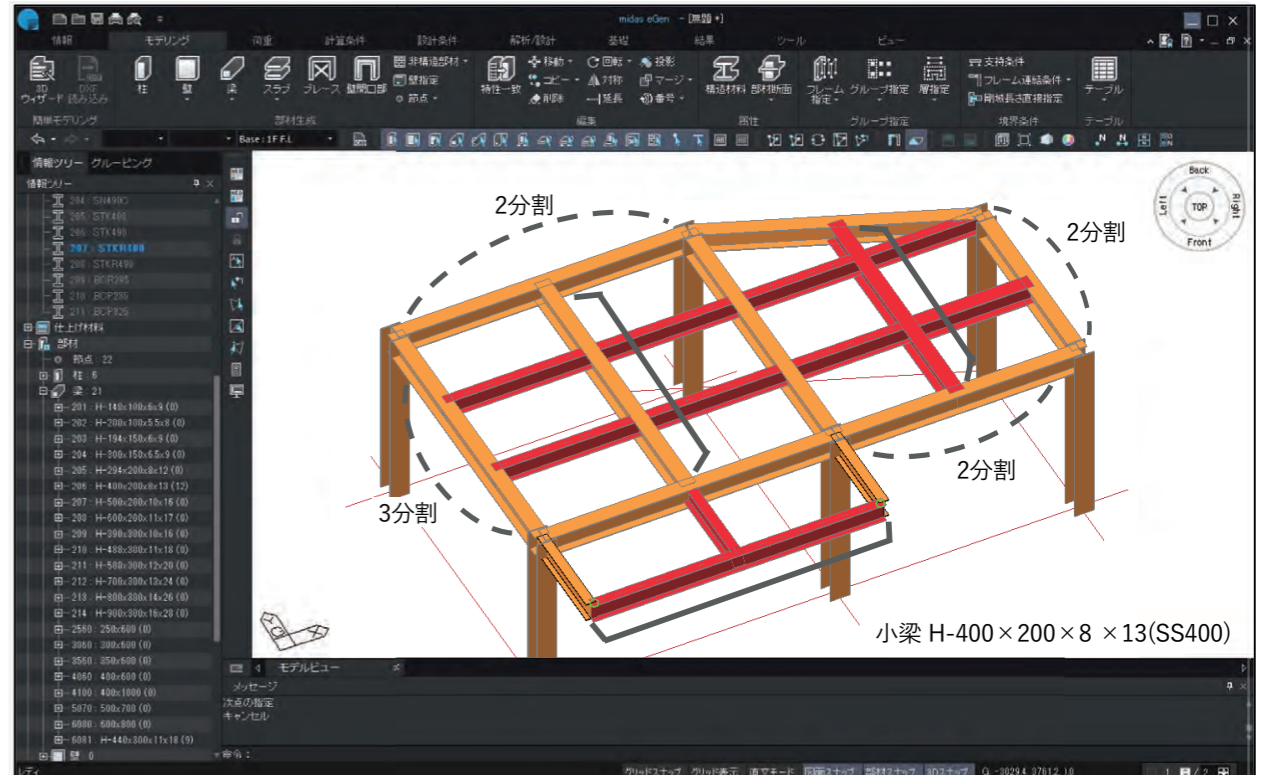 midas eGen - [無題 *]
情報 モデリング 荷重 計算条件 設計条件 解析/設計 基礎 結果 ツール ビュー
3D ウィザード
DXF 読み込み
柱 壁 梁 スラブ ブレース 壁開口部
非構造部材
壁指定
節点
特性一致
移動 回転 投影
コピー 対称 マージ
削除 延長 番号
構造材料 部材断面
フレーム指定 グループ指定 層指定
支持条件
フレーム連結条件
剛域長さ直接指定
テーブル
簡単モデリング 部材生成 編集 属性 グループ指定 境界条件 テーブル
Base : 1F F.L
情報ツリー グルーピング
情報ツリー
204 : SN490C
205 : STK400
206 : STK490
207 : STKR400
208 : STKR490
209 : BCR295
210 : BCP235
211 : BCP325
仕上げ材料
部材
節点 : 22
柱 : 6
梁 : 21
201 : H-148x100x6x9 (0)
202 : H-200x100x5.5x8 (0)
203 : H-194x150x6x9 (0)
204 : H-300x150x6.5x9 (0)
205 : H-294x200x8x12 (0)
206 : H-400x200x8x13 (12)
207 : H-500x200x10x16 (0)
208 : H-600x200x11x17 (0)
209 : H-390x300x10x16 (0)
210 : H-488x300x11x18 (0)
211 : H-588x300x12x20 (0)
212 : H-700x300x13x24 (0)
213 : H-800x300x14x26 (0)
214 : H-900x300x16x28 (0)
2560 : 250x600 (0)
3060 : 300x600 (0)
3560 : 350x600 (0)
4060 : 400x600 (0)
4100 : 400x1000 (0)
5070 : 500x700 (0)
6080 : 600x800 (0)
6081 : H-440x300x11x18 (9)
壁 : 0
2分割
2分割
3分割
2分割
小梁 H-400×200×8 ×13(SS400)
Back
Left
TOP
Right
Front
X
モデルビュー
メッセージ
次点の指定
キャンセル
命令 :
レディ
グリッドスナップ グリッド表示 直交モード 図面スナップ 部材スナップ 3Dスナップ